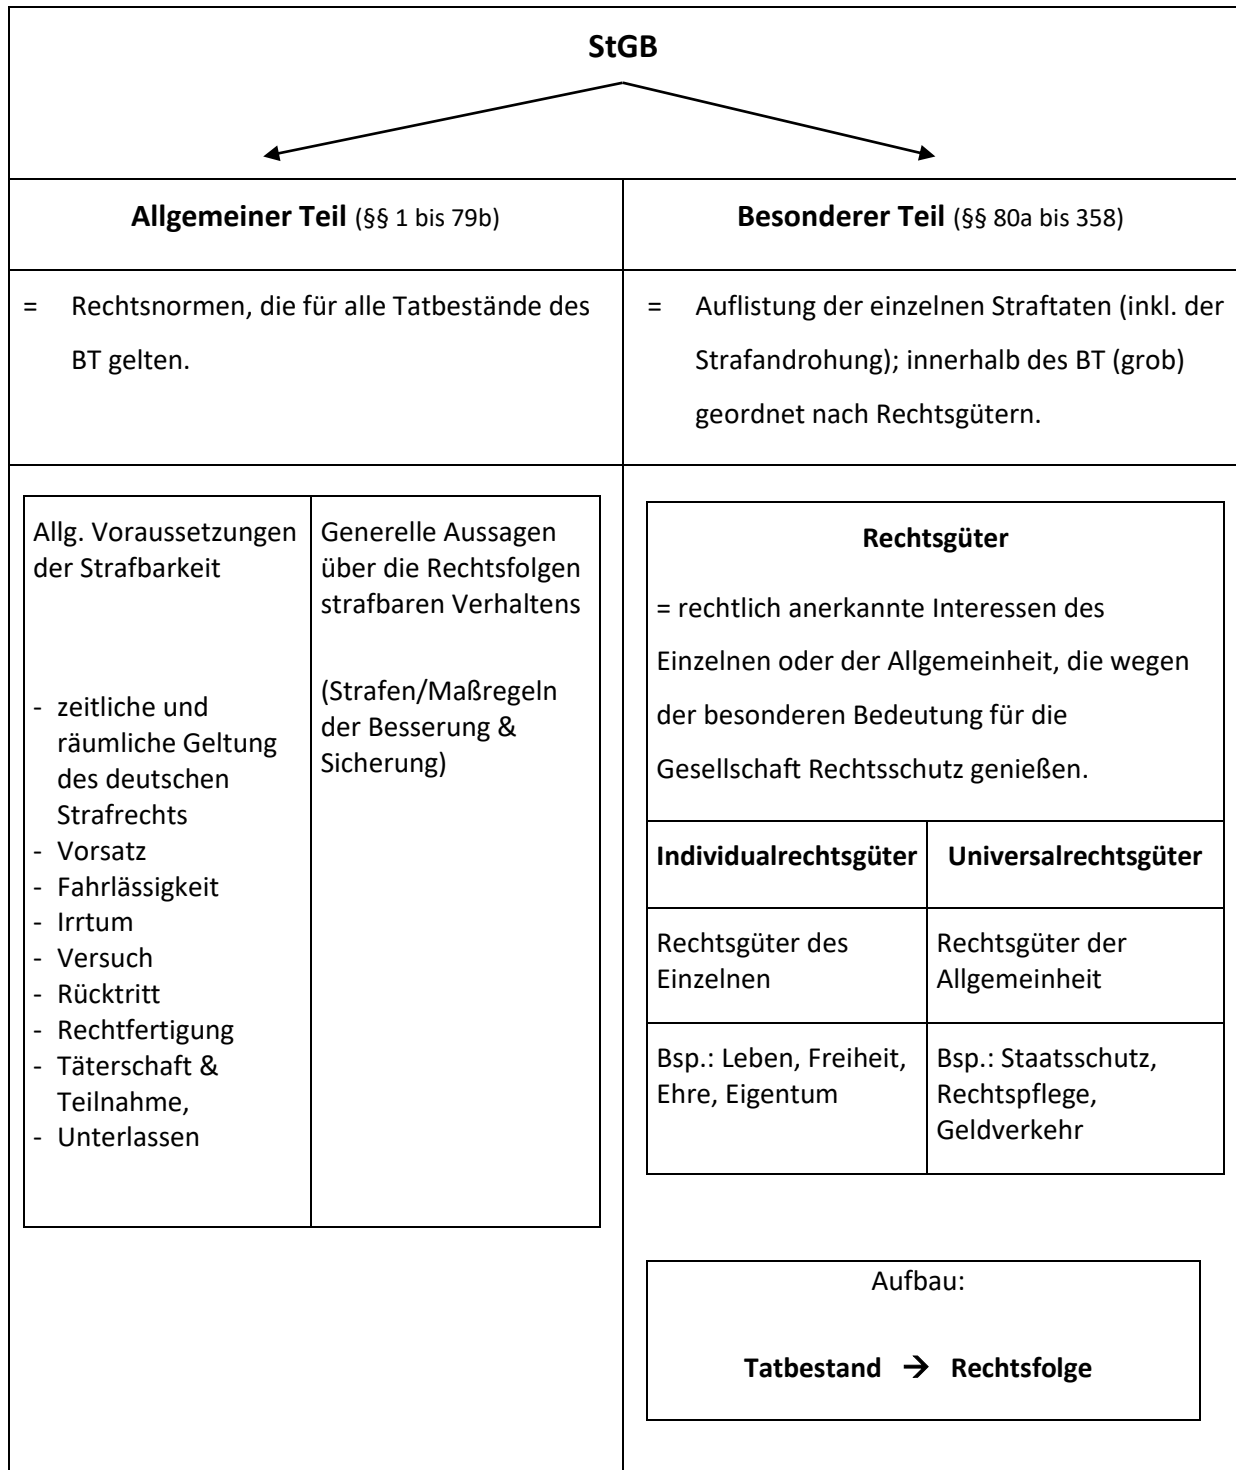 StGB
Allgemeiner Teil (§§ 1 bis 79b)
Besonderer Teil (§§ 80a bis 358)
= Rechtsnormen, die für alle Tatbestände des
BT gelten.
= Auflistung der einzelnen Straftaten (inkl. der
Strafandrohung); innerhalb des BT (grob)
geordnet nach Rechtsgütern.
Allg. Voraussetzungen
der Strafbarkeit
- zeitliche und
räumliche Geltung
des deutschen
Strafrechts
- Vorsatz
- Fahrlässigkeit
- Irrtum
- Versuch
- Rücktritt
- Rechtfertigung
- Täterschaft &
Teilnahme,
- Unterlassen
Generelle Aussagen
über die Rechtsfolgen
strafbaren Verhaltens
(Strafen/Maßregeln
der Besserung &
Sicherung)
Rechtsgüter
= rechtlich anerkannte Interessen des
Einzelnen oder der Allgemeinheit, die wegen
der besonderen Bedeutung für die
Gesellschaft Rechtsschutz genießen.
Individualrechtsgüter
Universalrechtsgüter
Rechtsgüter des
Einzelnen
Rechtsgüter der
Allgemeinheit
Bsp.: Leben, Freiheit,
Ehre, Eigentum
Bsp.: Staatsschutz,
Rechtspflege,
Geldverkehr
Aufbau:
Tatbestand → Rechtsfolge